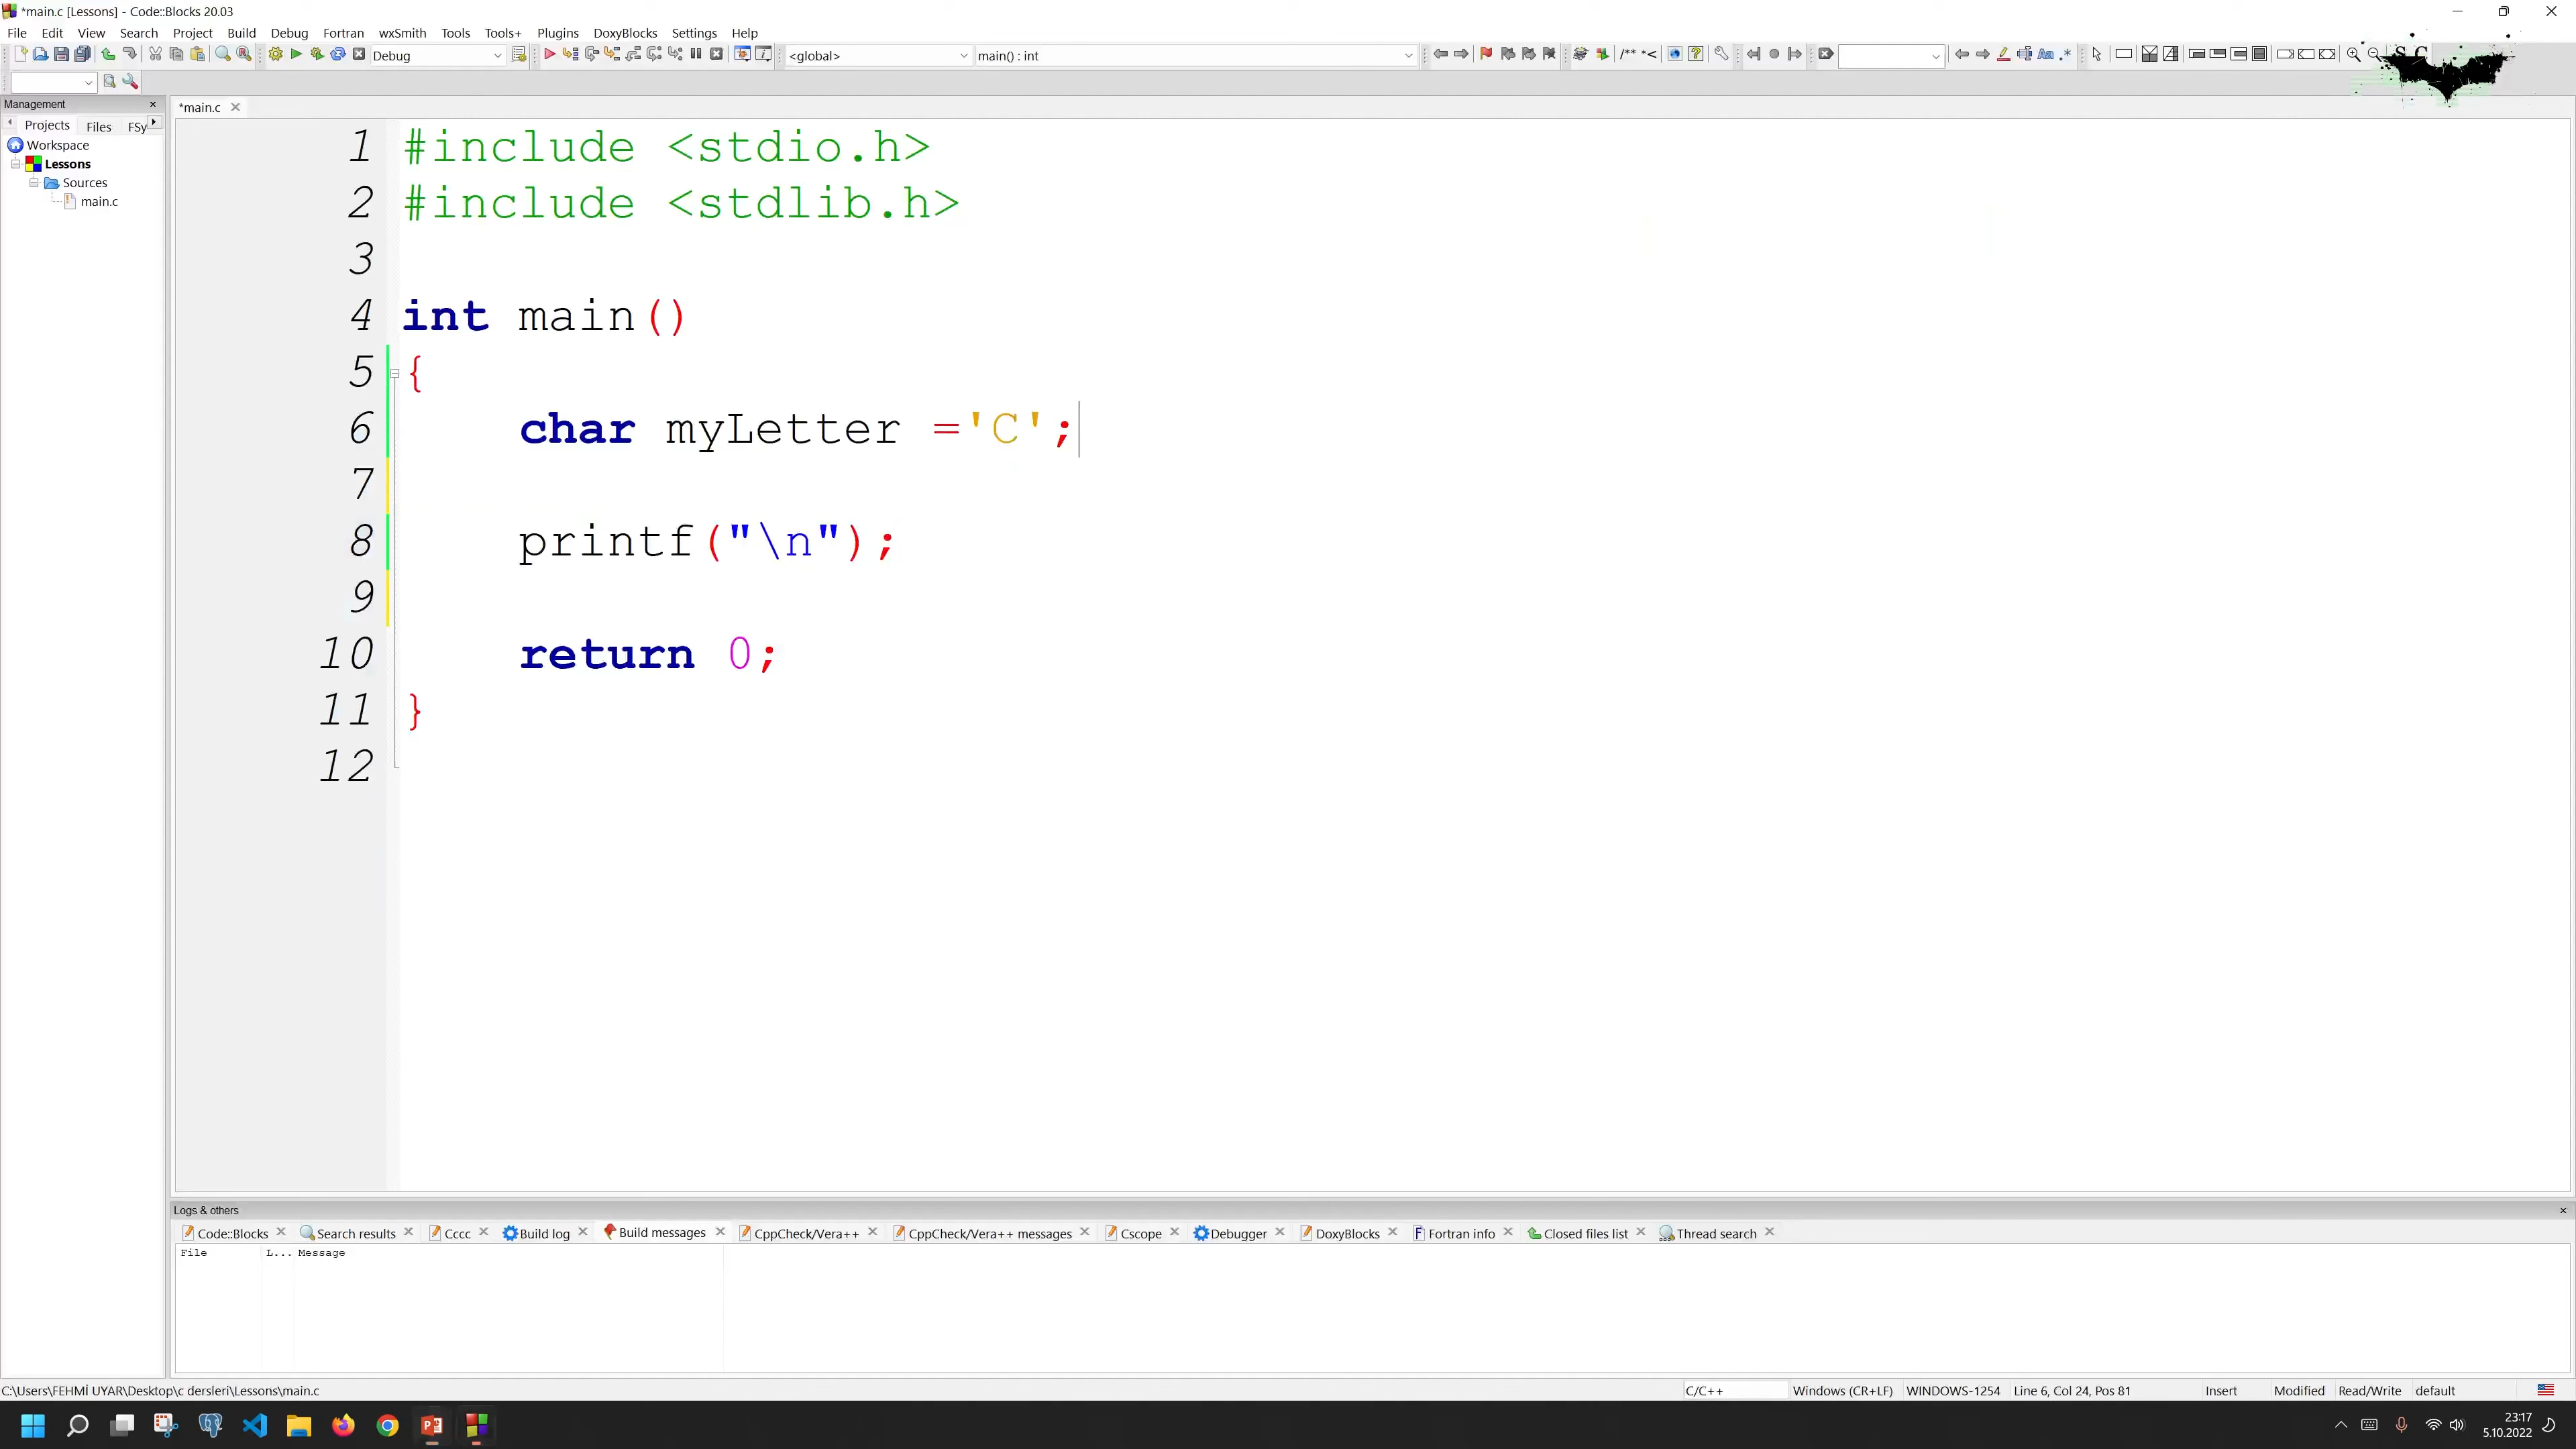 *main.c [Lessons] - Code::Blocks 20.03
File Edit View Search Project Build Debug Fortran wxSmith Tools Tools+ Plugins DoxyBlocks Settings Help
Debug <global> main() : int /** *<
S C
Management
*main.c
Projects Files FSy
Workspace
Lessons
Sources
main.c
1 #include <stdio.h>
2 #include <stdlib.h>
3
4 int main()
5 {
6 char myLetter ='C';
7
8 printf("\n");
9
10 return 0;
11 }
12
Logs & others
Code::Blocks Search results Cccc Build log Build messages CppCheck/Vera++ CppCheck/Vera++ messages Cscope Debugger DoxyBlocks Fortran info Closed files list Thread search
File L... Message
C:\Users\FEHMİ UYAR\Desktop\c dersleri\Lessons\main.c C/C++ Windows (CR+LF) WINDOWS-1254 Line 6, Col 24, Pos 81 Insert Modified Read/Write default
23:17
5.10.2022